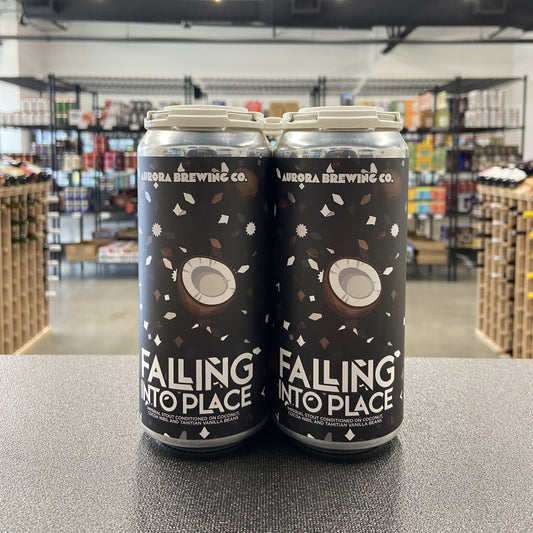 AURORA BREWING CO.
FALLING
INTO PLACE
IMPERIAL STOUT CONDITIONED ON COCONUT,
COCOA NIBS, AND TAHITIAN VANILLA BEANS
AURORA BREWING CO.
FALLING
INTO PLACE
IMPERIAL STOUT CONDITIONED ON COCONUT,
COCOA NIBS, AND TAHITIAN VANILLA BEANS